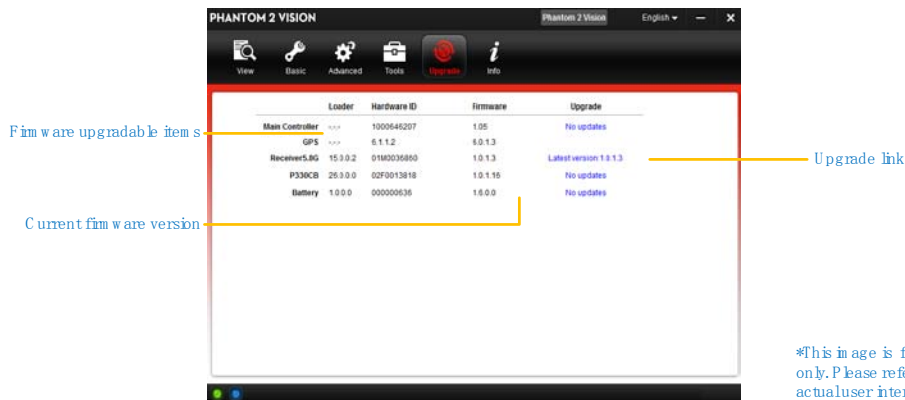 PHANTOM 2 VISION Phantom 2 Vision English
View Basic Advanced Tools Upgrade Info
Loader Hardware ID Firmware Upgrade
Main Controller -.-.- 1000646207 1.05 No updates
GPS -.-.- 6.1.1.2 6.0.1.3
Receiver5.8G 15.3.0.2 01M0036860 1.0.1.3 Latest version:1.0.1.3
P330CB 26.3.0.0 02F0013818 1.0.1.16 No updates
Battery 1.0.0.0 000000636 1.6.0.0 No updates
Firmware upgradable items
Upgrade link
Current firmware version
*This image is f
only. Please refe
actual user inter